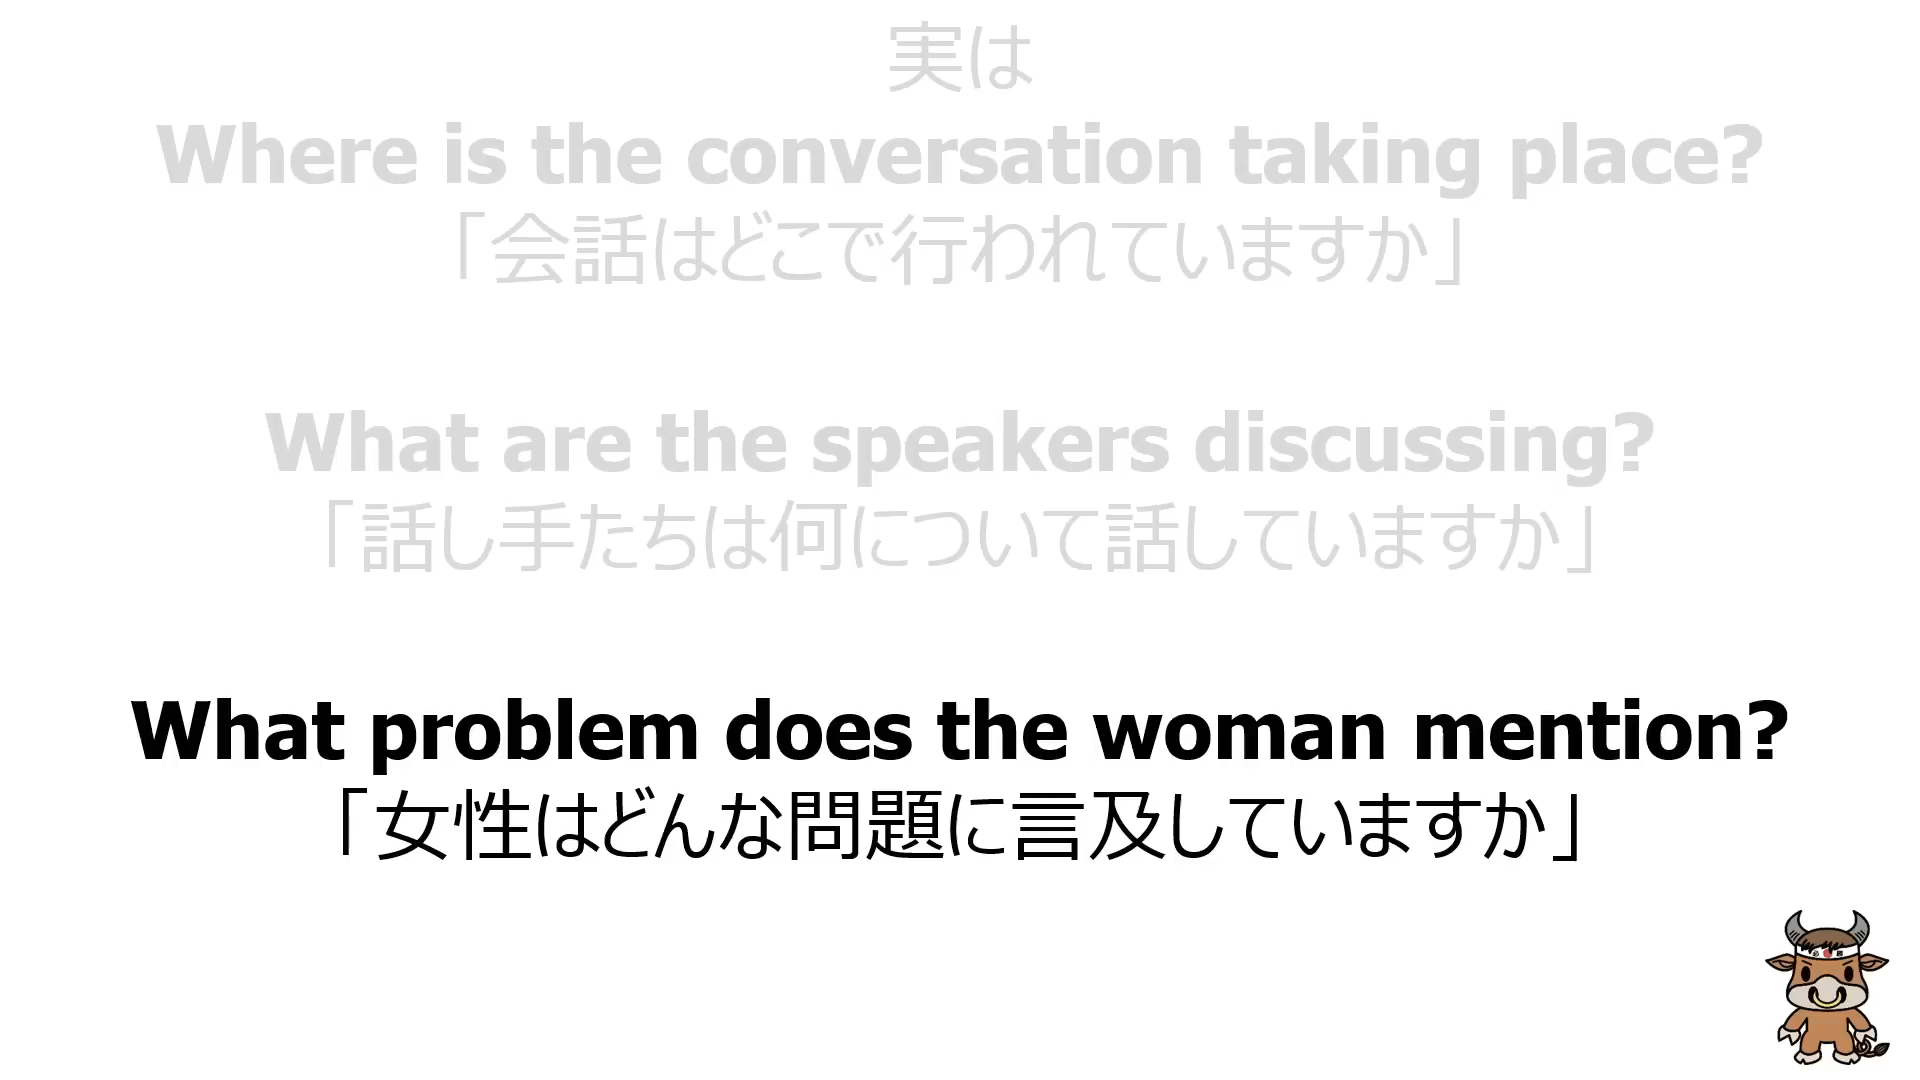 実は
Where is the conversation taking place?
「会話はどこで行われていますか」
What are the speakers discussing?
「話し手たちは何について話していますか」
What problem does the woman mention?
「女性はどんな問題に言及していますか」